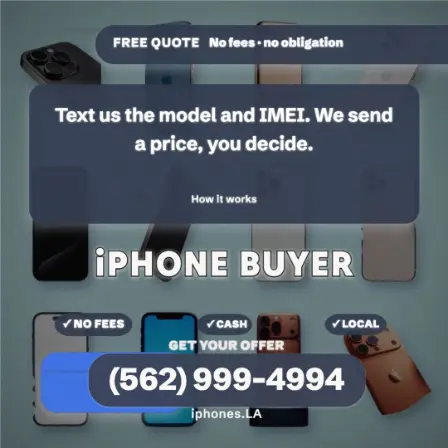 FREE QUOTE No fees · no obligation
Text us the model and IMEI. We send
a price, you decide.
How it works
iPHONE BUYER
✓ NO FEES ✓ CASH ✓ LOCAL
GET YOUR OFFER
(562) 999-4994
iphones.LA